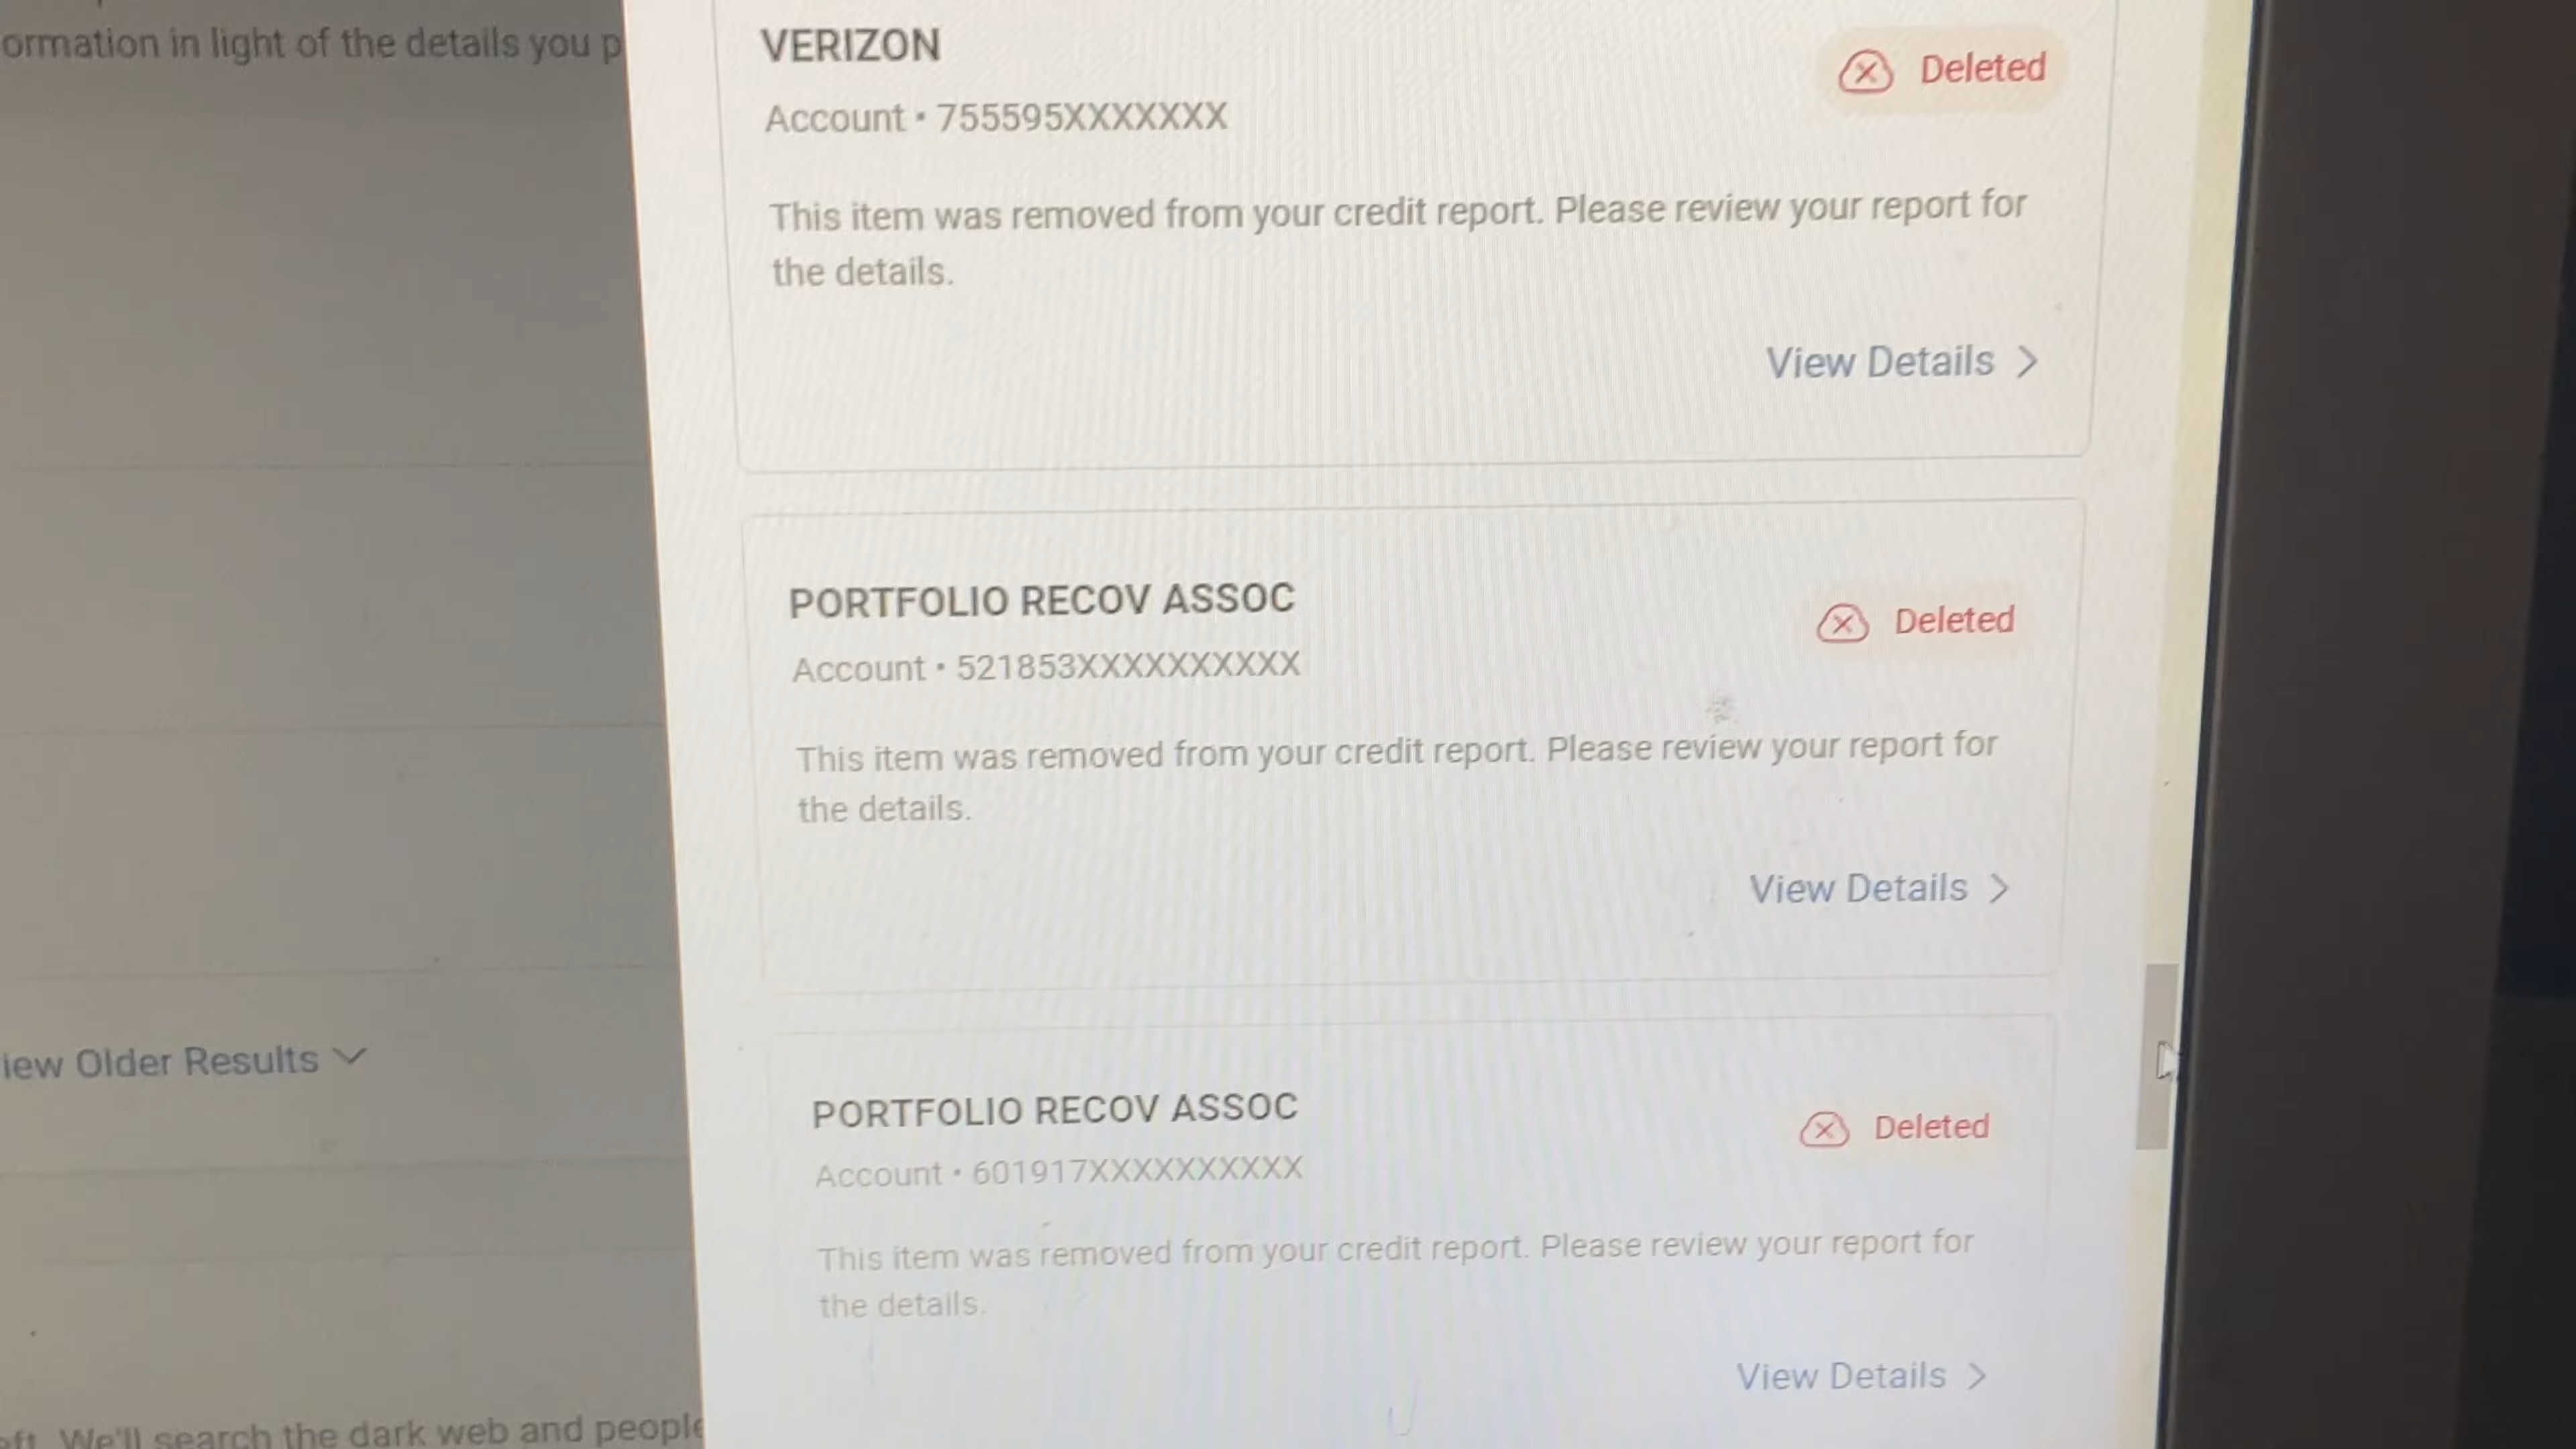 ormation in light of the details you p
VERIZON
Deleted
Account • 755595XXXXXXX
This item was removed from your credit report. Please review your report for
the details.
View Details >
PORTFOLIO RECOV ASSOC
Deleted
Account • 521853XXXXXXXXXX
This item was removed from your credit report. Please review your report for
the details.
View Details >
iew Older Results
PORTFOLIO RECOV ASSOC
Deleted
Account • 601917XXXXXXXXXX
This item was removed from your credit report. Please review your report for
the details.
View Details >
eft. We'll search the dark web and people